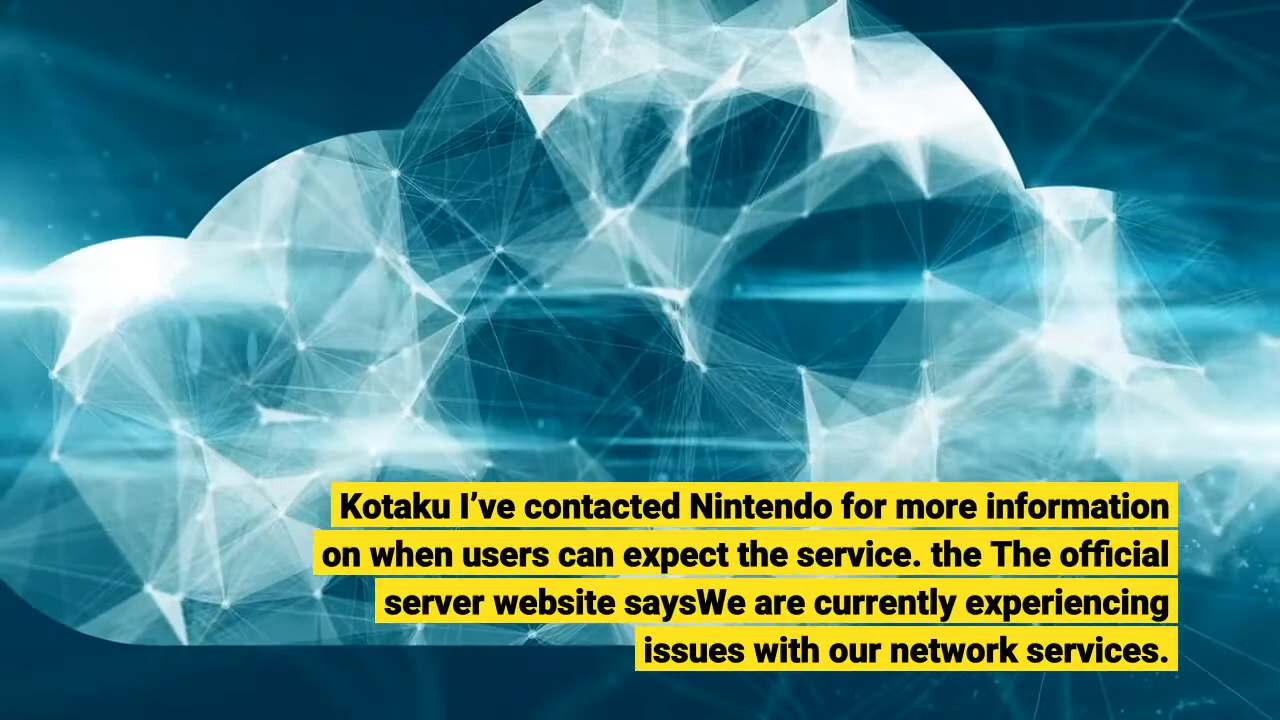 Kotaku I’ve contacted Nintendo for more information
on when users can expect the service. the The official
server website saysWe are currently experiencing
issues with our network services.